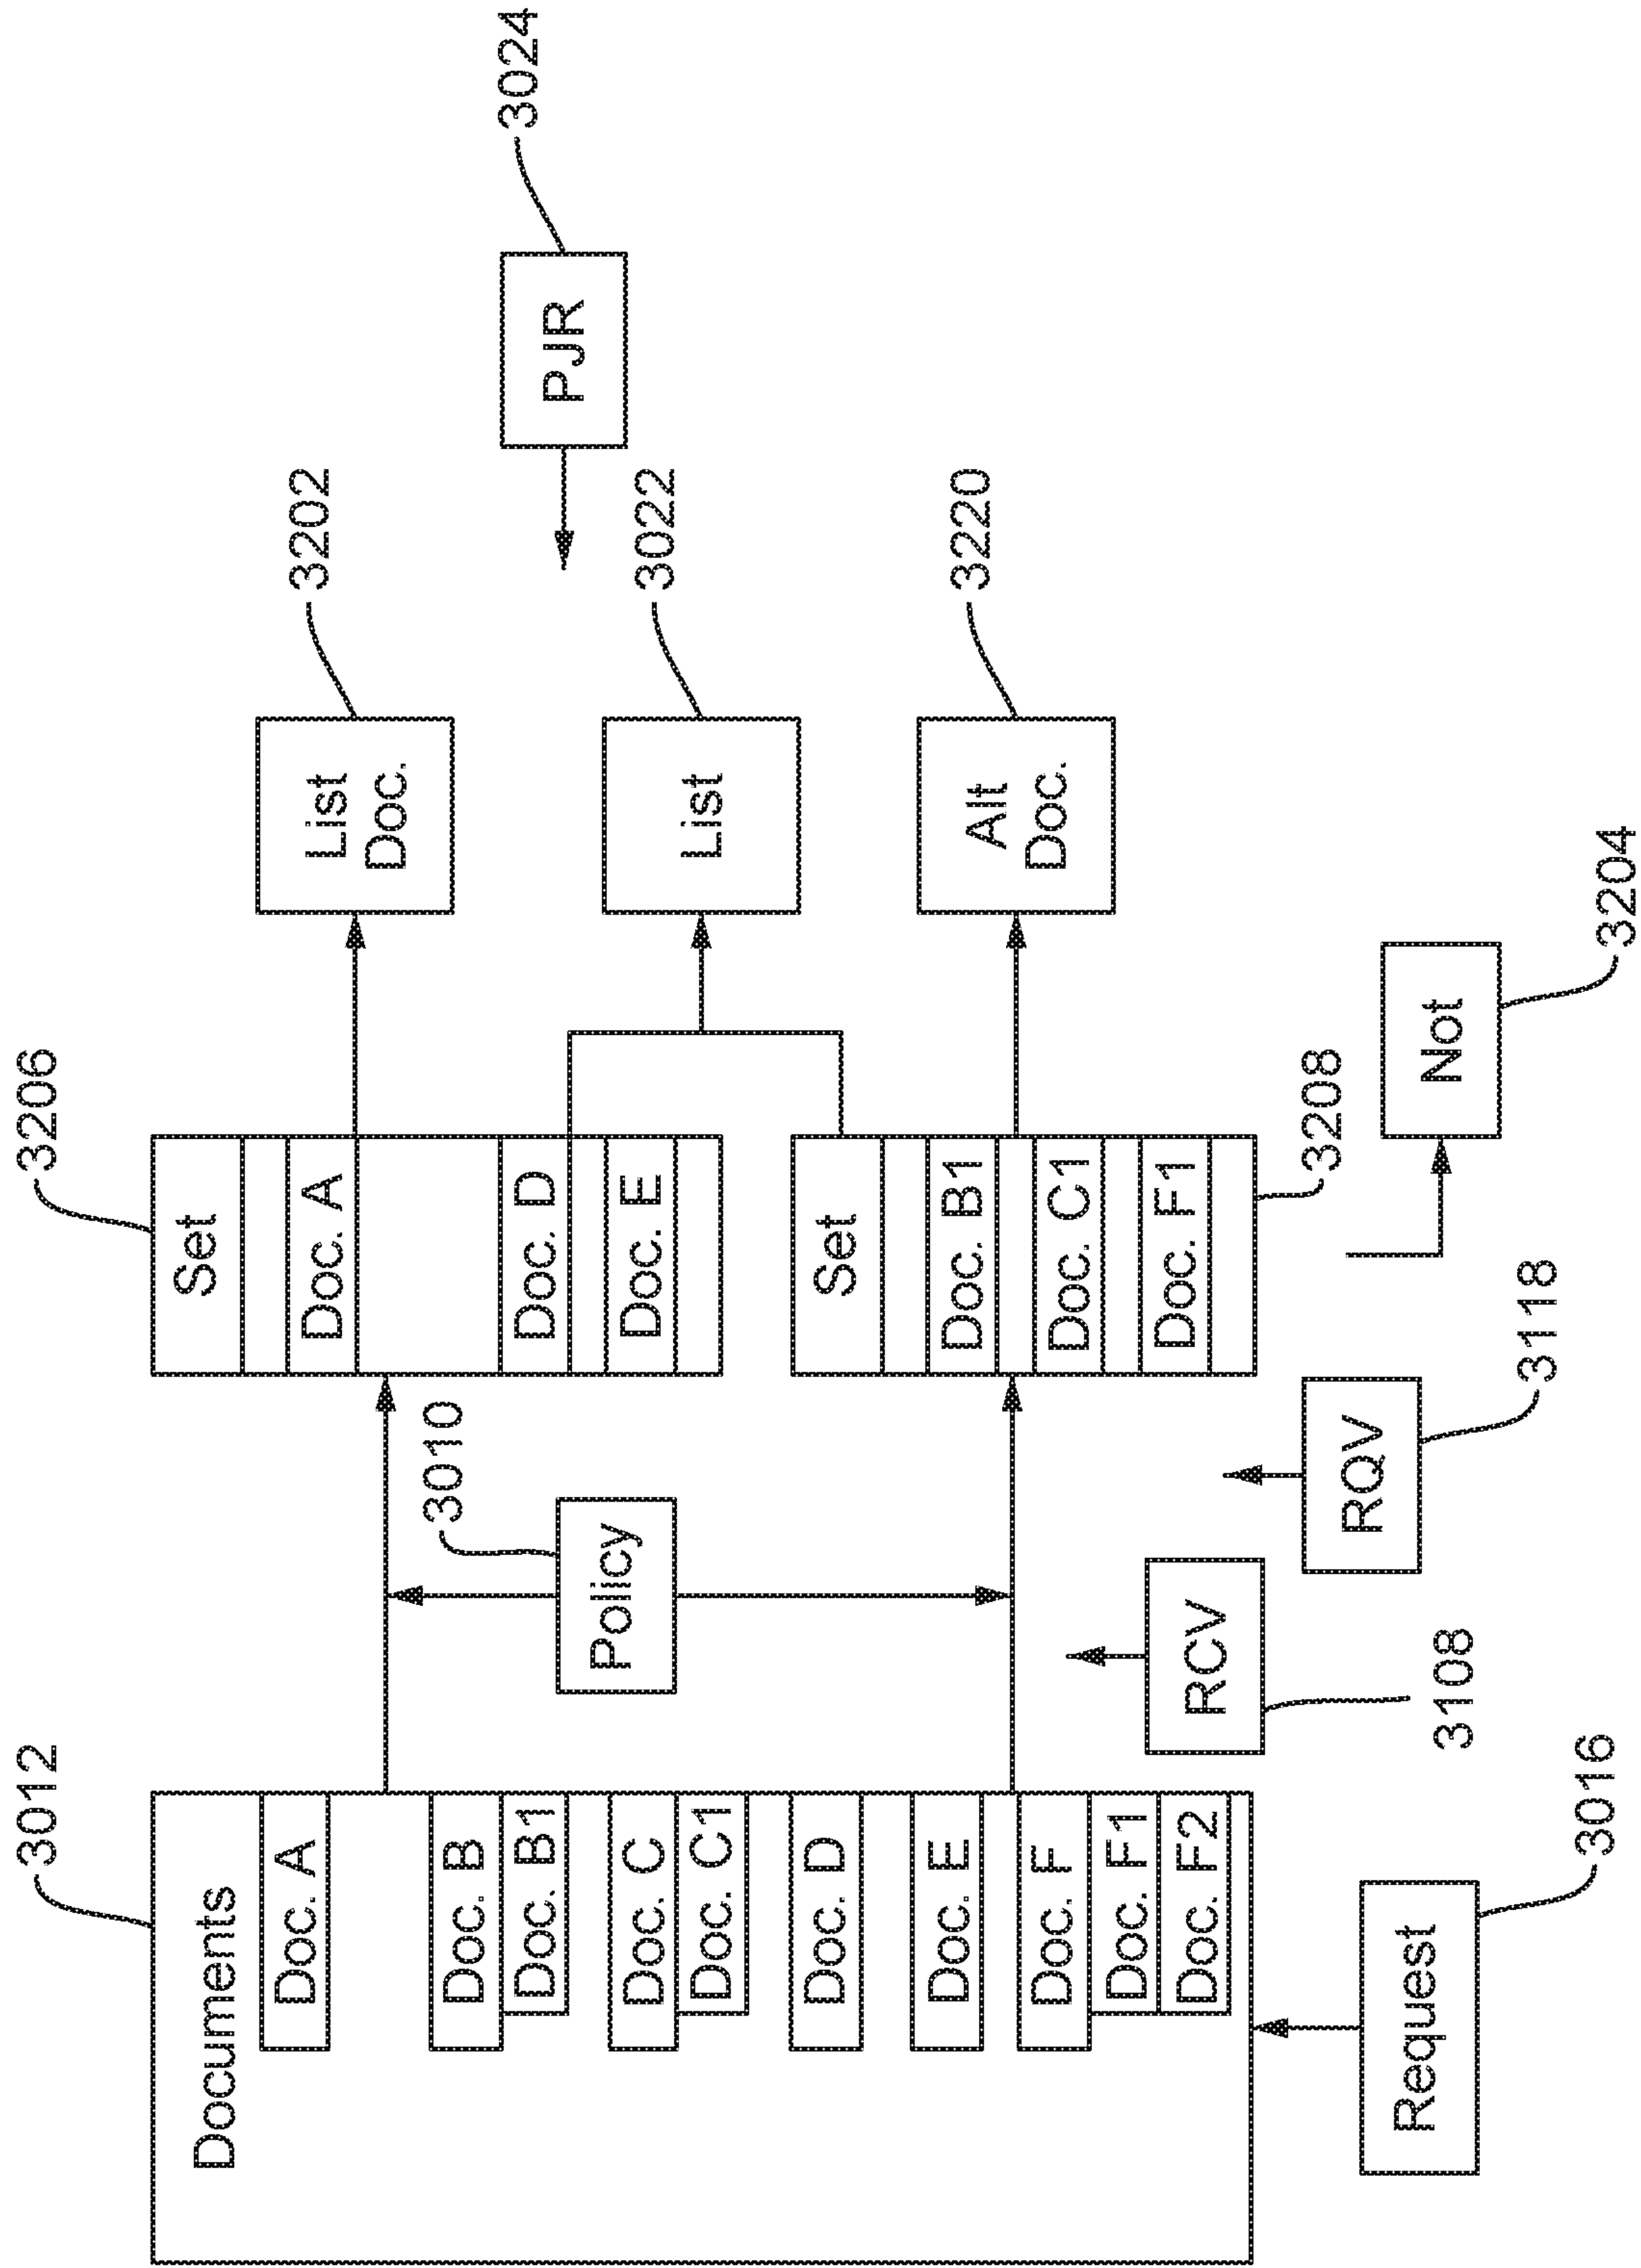 3012
Documents
Doc. A
Doc. B
Doc. B1
Doc. C
Doc. C1
Doc. D
Doc. E
Doc. F
Doc. F1
Doc. F2
Request
3016
3010
Policy
RCV
3108
RQV
3118
3206
Set
Doc. A
Doc. D
Doc. E
Set
Doc. B1
Doc. C1
Doc. F1
3208
Not
3204
List
Doc.
3202
List
3022
Alt
Doc.
3220
PJR
3024